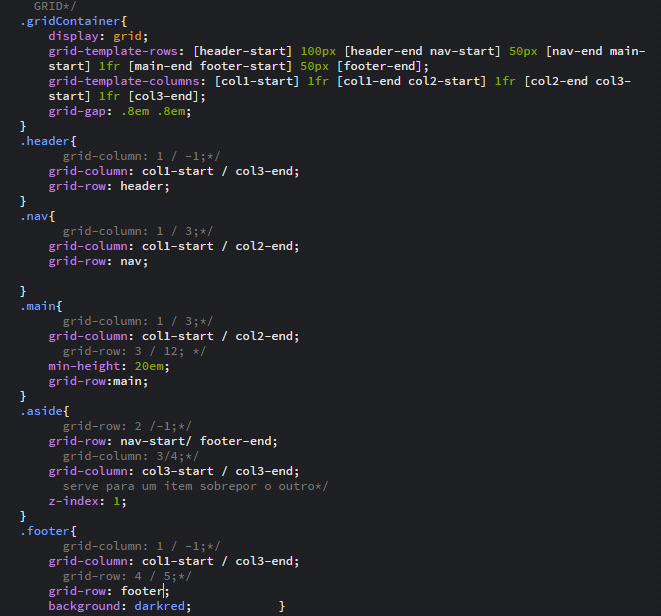 GRID*/
.gridContainer{
display: grid;
grid-template-rows: [header-start] 100px [header-end nav-start] 50px [nav-end main-
start] 1fr [main-end footer-start] 50px [footer-end];
grid-template-columns: [col1-start] 1fr [col1-end col2-start] 1fr [col2-end col3-
start] 1fr [col3-end];
grid-gap: .8em .8em;
}
.header{
grid-column: 1 / -1;*/
grid-column: col1-start / col3-end;
grid-row: header;
}
.nav{
grid-column: 1 / 3;*/
grid-column: col1-start / col2-end;
grid-row: nav;
}
.main{
grid-column: 1 / 3;*/
grid-column: col1-start / col2-end;
grid-row: 3 / 12; */
min-height: 20em;
grid-row:main;
}
.aside{
grid-row: 2 /-1;*/
grid-row: nav-start/ footer-end;
grid-column: 3/4;*/
grid-column: col3-start / col3-end;
serve para um item sobrepor o outro*/
z-index: 1;
}
.footer{
grid-column: 1 / -1;*/
grid-column: col1-start / col3-end;
grid-row: 4 / 5;*/
grid-row: footer;
background: darkred; }